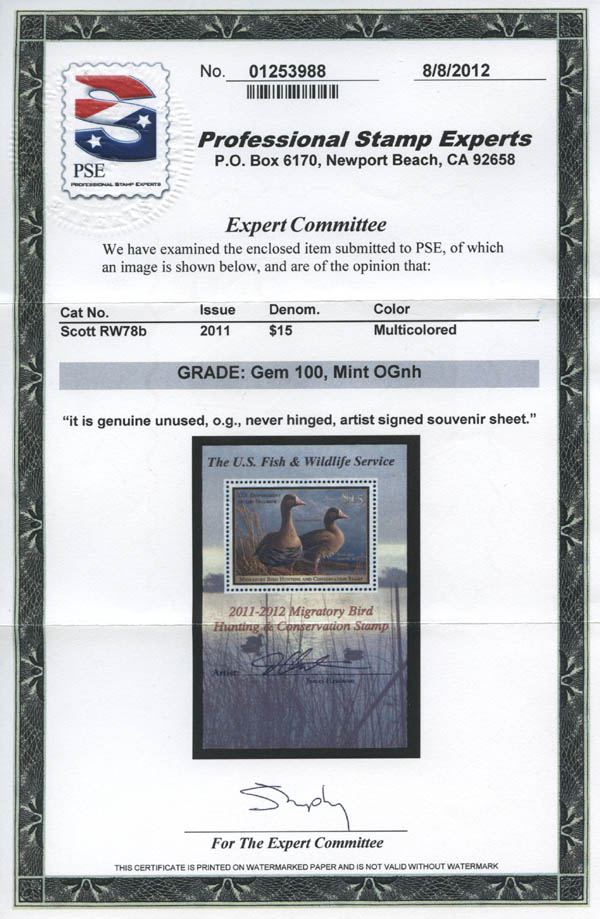 No. 01253988 8/8/2012
PSE
PROFESSIONAL STAMP EXPERTS
Professional Stamp Experts
P.O. Box 6170, Newport Beach, CA 92658
Expert Committee
We have examined the enclosed item submitted to PSE, of which
an image is shown below, and are of the opinion that:
Cat No. Issue Denom. Color
Scott RW78b 2011 $15 Multicolored
GRADE: Gem 100, Mint OGnh
“it is genuine unused, o.g., never hinged, artist signed souvenir sheet.”
The U.S. Fish & Wildlife Service
U.S. Department
of the Interior
$15
Migratory Bird Hunting and Conservation Stamp
2011-2012 Migratory Bird
Hunting & Conservation Stamp
Artist:
For The Expert Committee
THIS CERTIFICATE IS PRINTED ON WATERMARKED PAPER AND IS NOT VALID WITHOUT WATERMARK